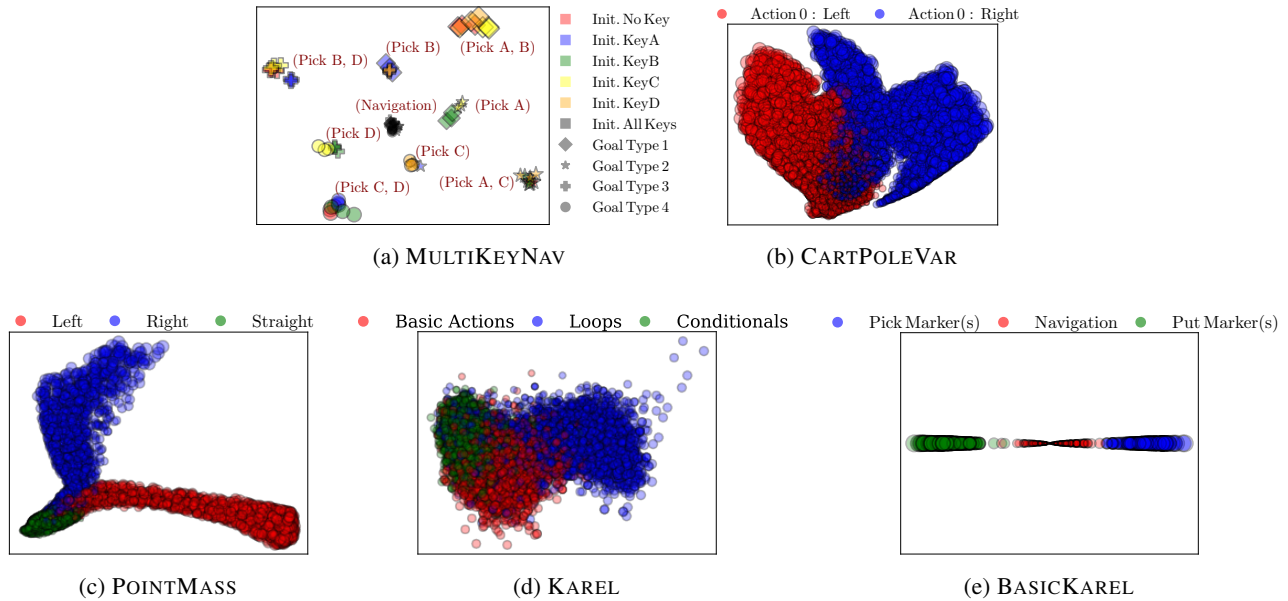 Init. No Key
Init. KeyA
Init. KeyB
Init. KeyC
Init. KeyD
Init. All Keys
Goal Type 1
Goal Type 2
Goal Type 3
Goal Type 4
(Pick B, D)
(Pick B)
(Pick A, B)
(Navigation)
(Pick A)
(Pick D)
(Pick C)
(Pick C, D)
(Pick A, C)
(a) MULTIKEYNAV
Action 0 : Left
Action 0 : Right
(b) CARTPOLEVAR
Left
Right
Straight
(c) POINTMASS
Basic Actions
Loops
Conditionals
(d) KAREL
Pick Marker(s)
Navigation
Put Marker(s)
(e) BASICKAREL